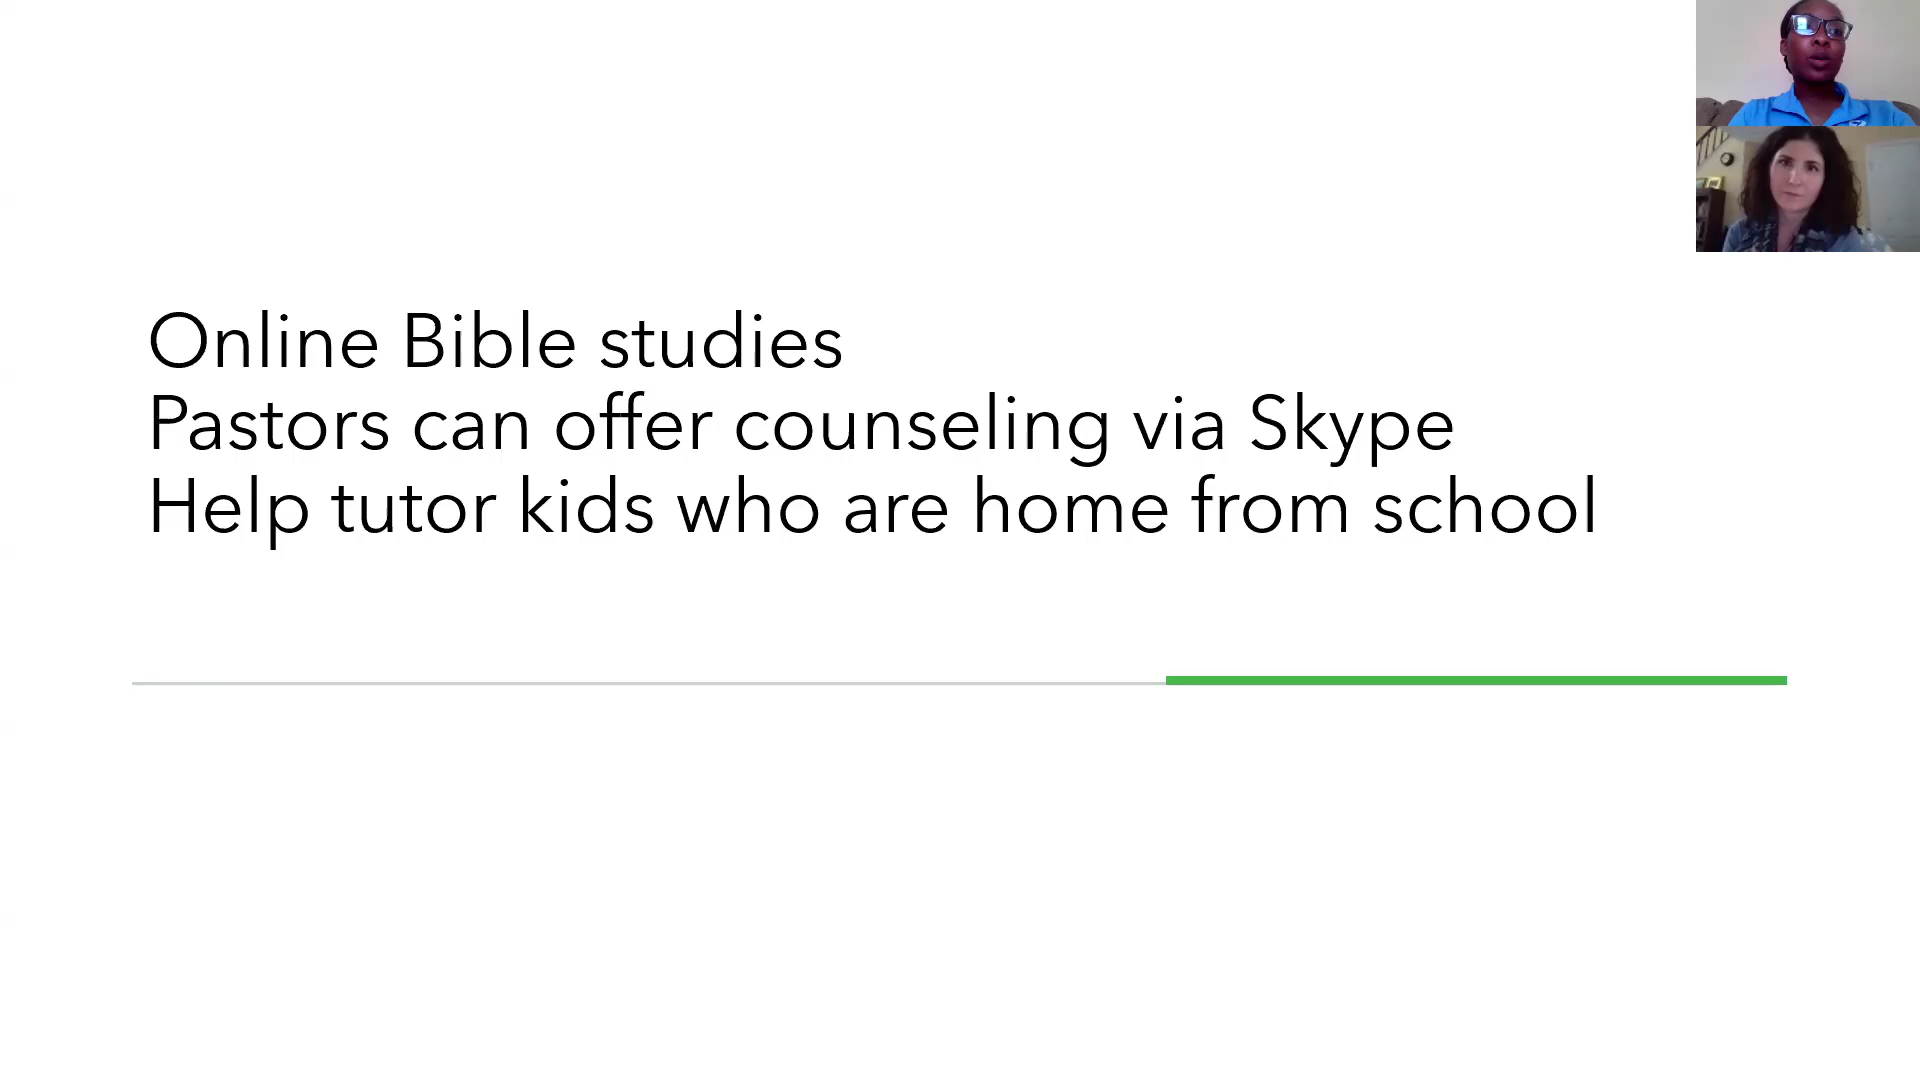 Online Bible studies
Pastors can offer counseling via Skype
Help tutor kids who are home from school